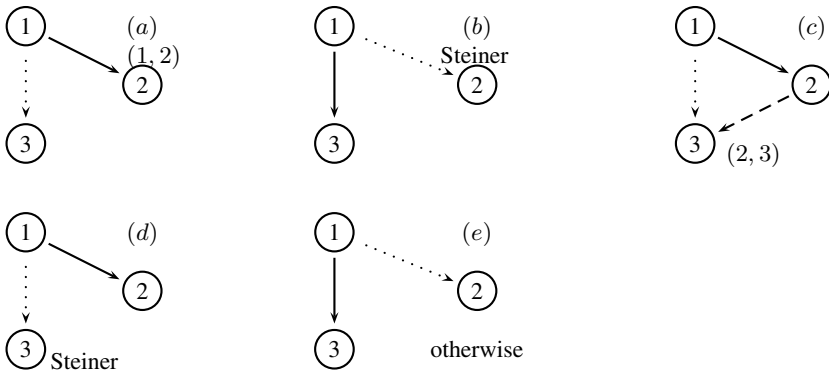 1 (a)
(1, 2)
2
3
1 (b)
Steiner
2
3
1 (c)
2
3 (2, 3)
1 (d)
2
3 Steiner
1 (e)
2
3 otherwise